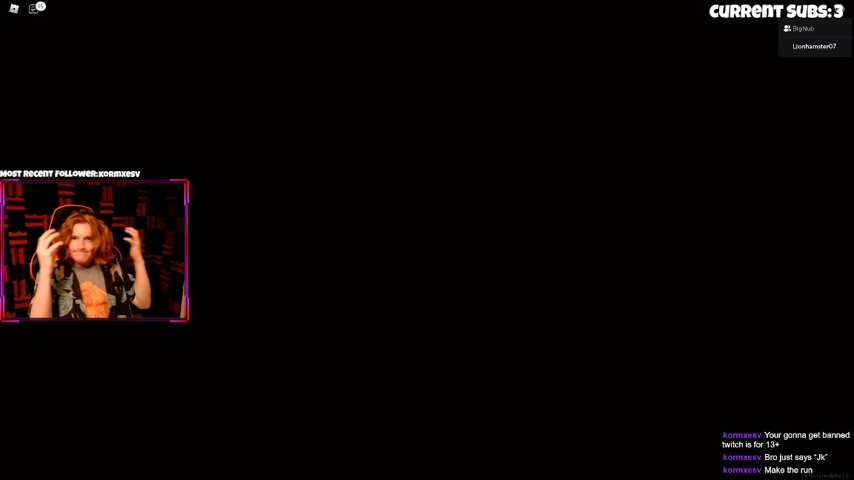 CURRENT SUBS: 3
BigNub
LIonhamster07
MOST RECENT FOLLOWER:KORMXESV
kormxesv Your gonna get banned
twitch is for 13+
kormxesv Bro just says "Jk"
kormxesv Make the run